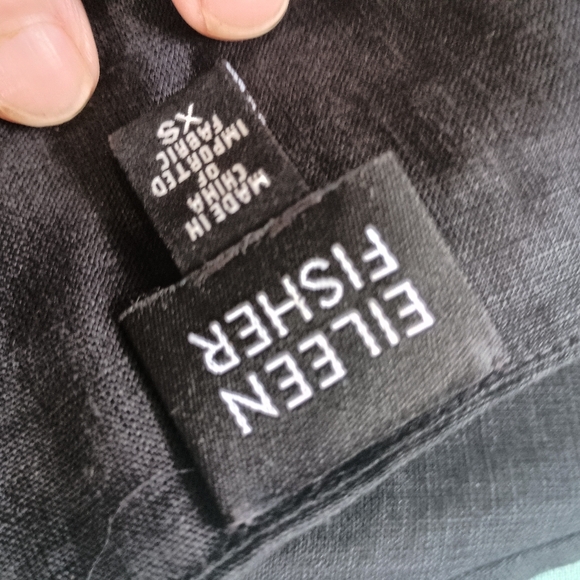 EILEEN
FISHER
MADE IN
CHINA
OF
IMPORTED
FABRIC
XS